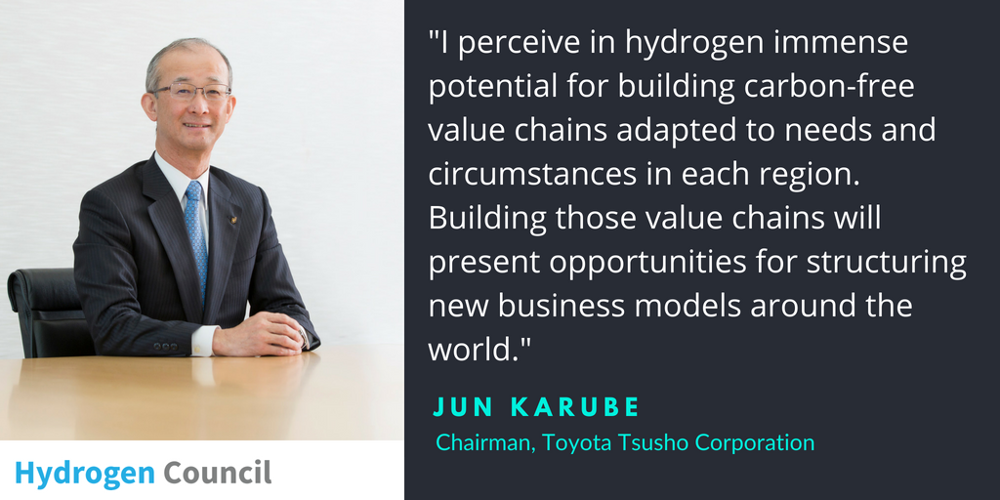 "I perceive in hydrogen immense
potential for building carbon-free
value chains adapted to needs and
circumstances in each region.
Building those value chains will
present opportunities for structuring
new business models around the
world."
JUN KARUBE
Chairman, Toyota Tsusho Corporation
Hydrogen Council